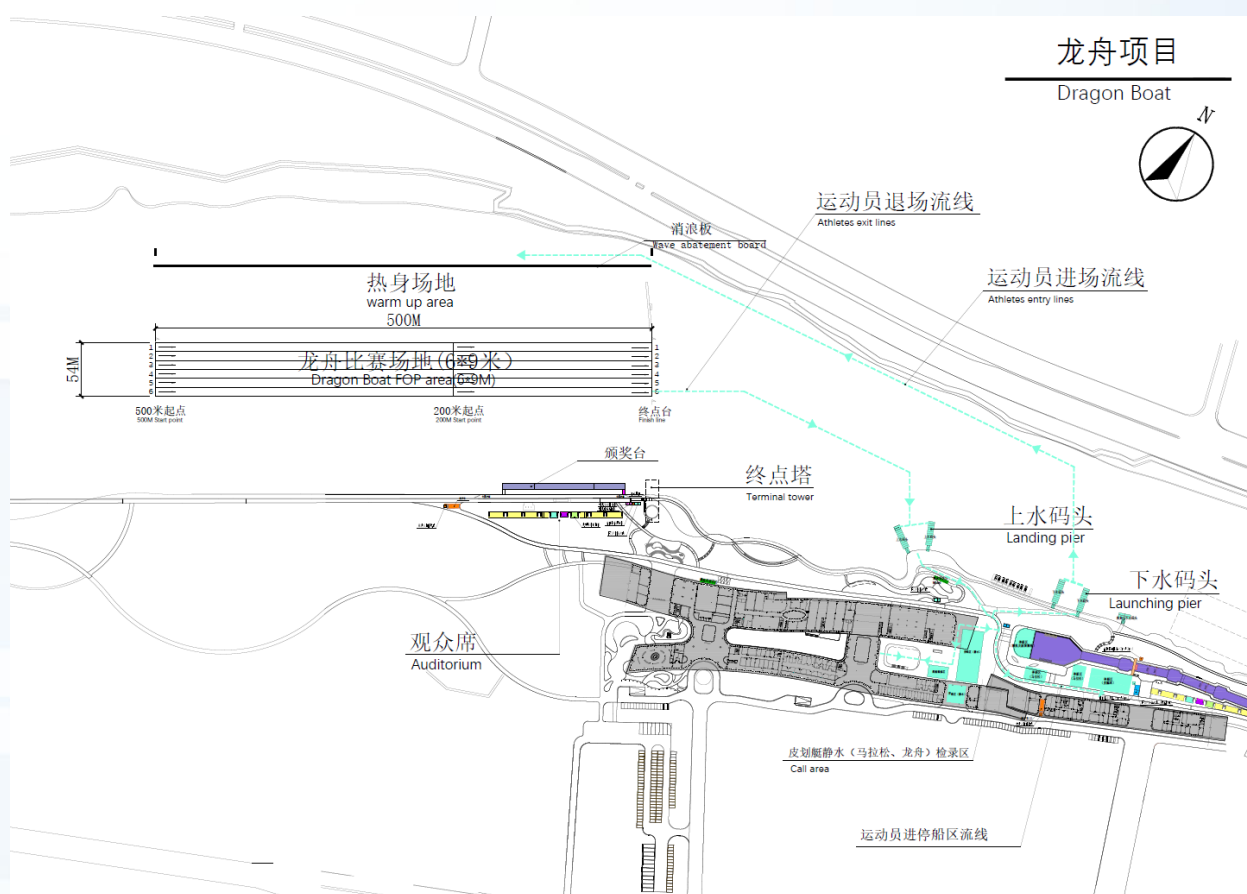 龙舟项目
Dragon Boat
N
运动员退场流线
Athletes exit lines
消浪板
Wave abatement board
运动员进场流线
Athletes entry lines
热身场地
warm up area
500M
54M
1
2
3
4
5
6
龙舟比赛场地(6*9米)
Dragon Boat FOP area(6*9M)
1
2
3
4
5
6
500米起点
500M Start point
200米起点
200M Start point
终点台
Finish line
颁奖台
终点塔
Terminal tower
上水码头
Landing pier
下水码头
Launching pier
观众席
Auditorium
皮划艇静水（马拉松、龙舟）检录区
Call area
运动员进停船区流线